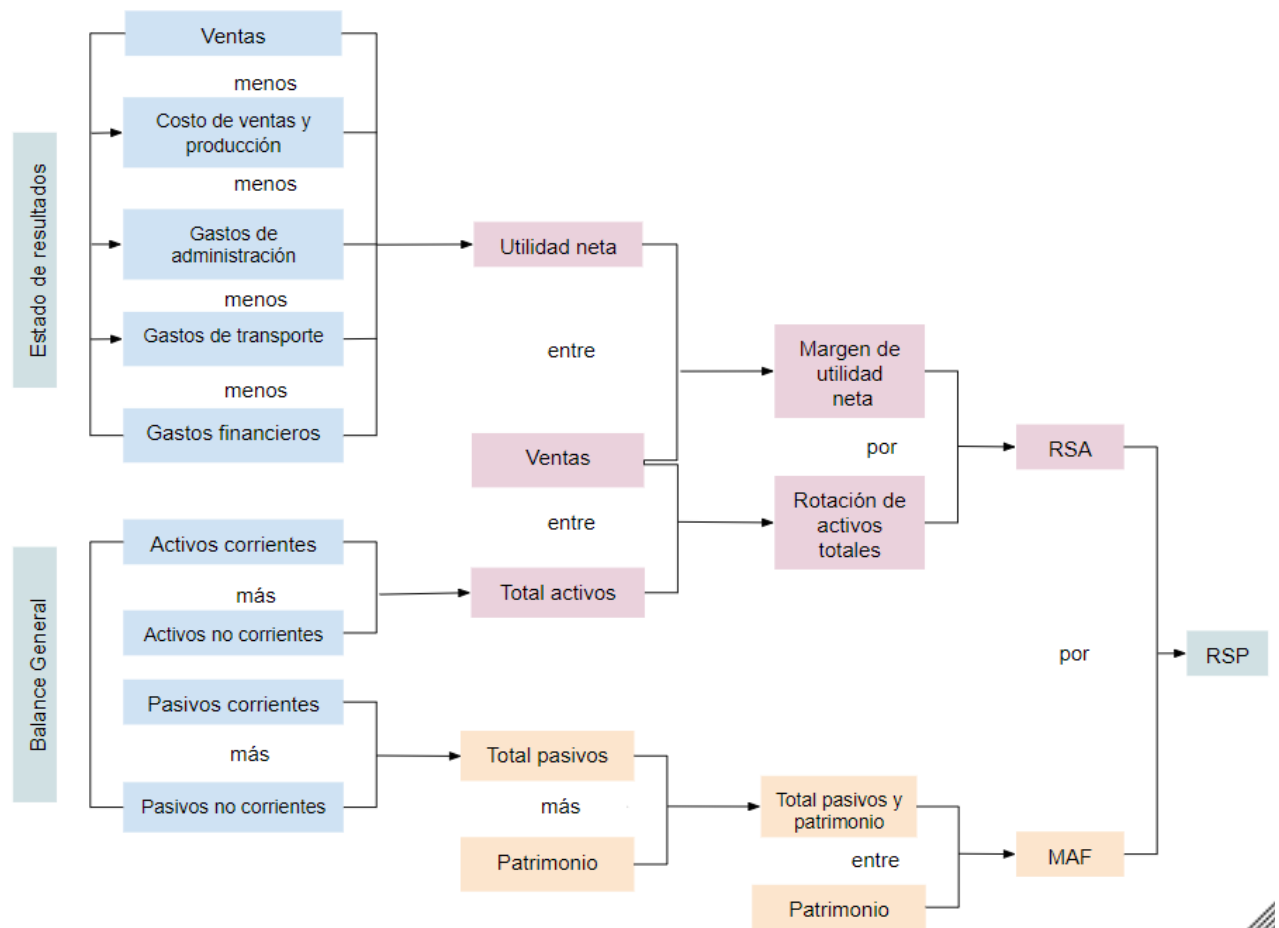 Estado de resultados
Ventas
menos
Costo de ventas y
producción
menos
Gastos de
administración
menos
Gastos de transporte
menos
Gastos financieros
Utilidad neta
entre
Ventas
entre
Total activos
Margen de
utilidad
neta
por
Rotación de
activos
totales
RSA
Balance General
Activos corrientes
más
Activos no corrientes
Pasivos corrientes
más
Pasivos no corrientes
Total pasivos
más
Patrimonio
Total pasivos y
patrimonio
entre
Patrimonio
MAF
por
RSP